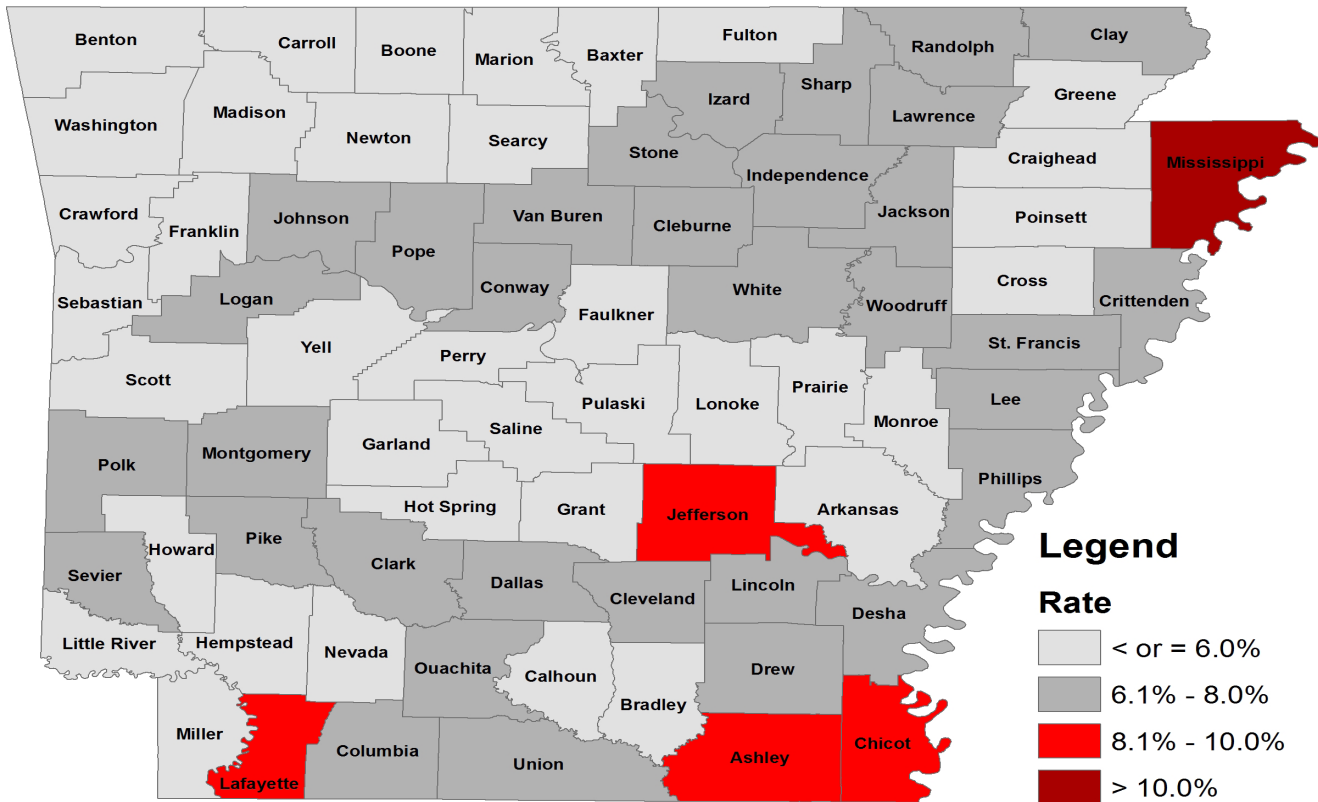 Benton
Carroll
Boone
Marion
Baxter
Fulton
Randolph
Clay
Izard
Sharp
Lawrence
Greene
Washington
Madison
Newton
Searcy
Stone
Independence
Craighead
Mississippi
Crawford
Franklin
Johnson
Pope
Van Buren
Cleburne
Jackson
Poinsett
Sebastian
Logan
Conway
Faulkner
White
Woodruff
Cross
Crittenden
Scott
Yell
Perry
Pulaski
Lonoke
Prairie
Monroe
St. Francis
Lee
Polk
Montgomery
Garland
Saline
Phillips
Howard
Pike
Hot Spring
Grant
Jefferson
Arkansas
Sevier
Clark
Dallas
Cleveland
Lincoln
Desha
Little River
Hempstead
Nevada
Ouachita
Calhoun
Bradley
Drew
Miller
Lafayette
Columbia
Union
Ashley
Chicot
Legend
Rate
< or = 6.0%
6.1% - 8.0%
8.1% - 10.0%
> 10.0%